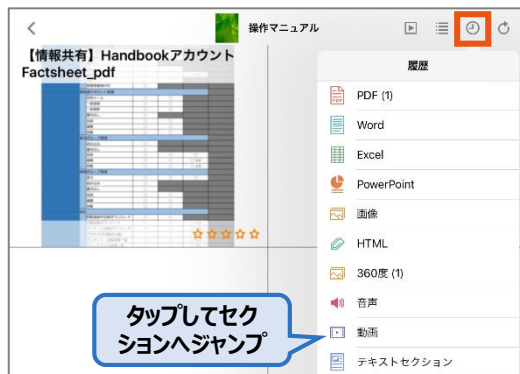 操作マニュアル
【情報共有】Handbookアカウント
Factsheet_pdf
履歴
PDF (1)
Word
Excel
PowerPoint
画像
HTML
360度 (1)
音声
動画
テキストセクション
タップしてセク
ションへジャンプ